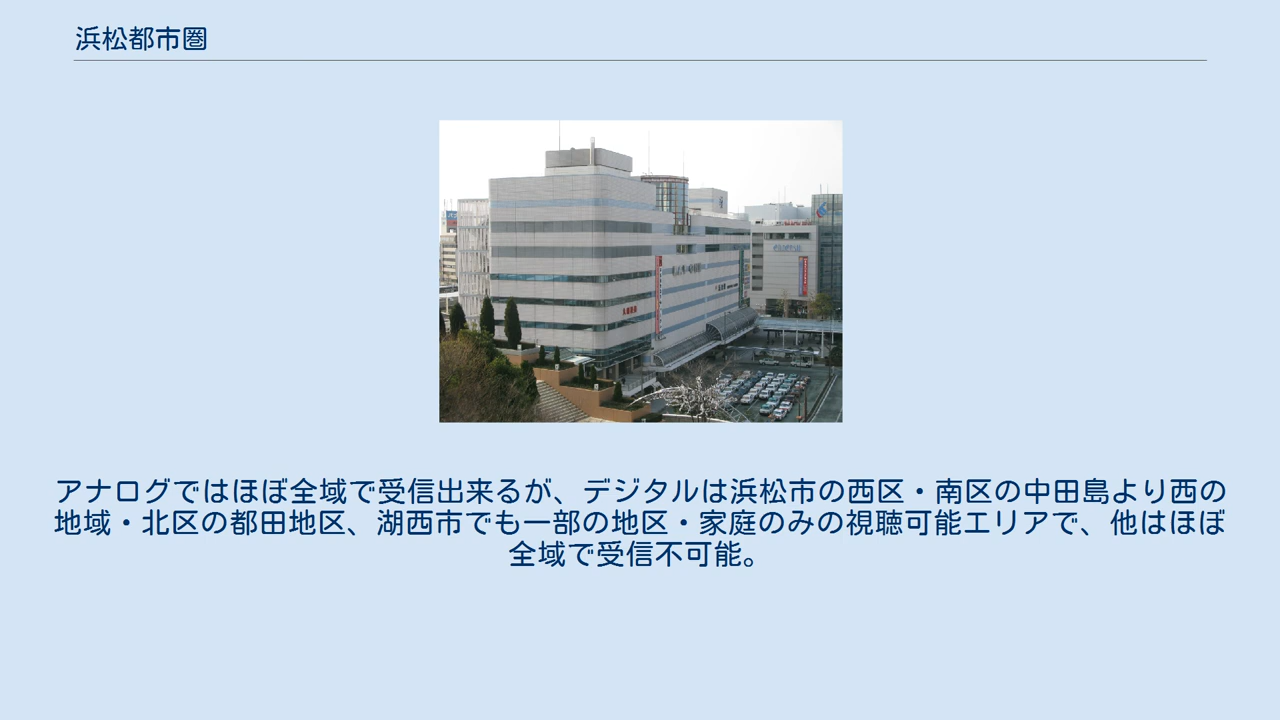 浜松都市圏
アナログではほぼ全域で受信出来るが、デジタルは浜松市の西区・南区の中田島より西の
地域・北区の都田地区、湖西市でも一部の地区・家庭のみの視聴可能エリアで、他はほぼ
全域で受信不可能。